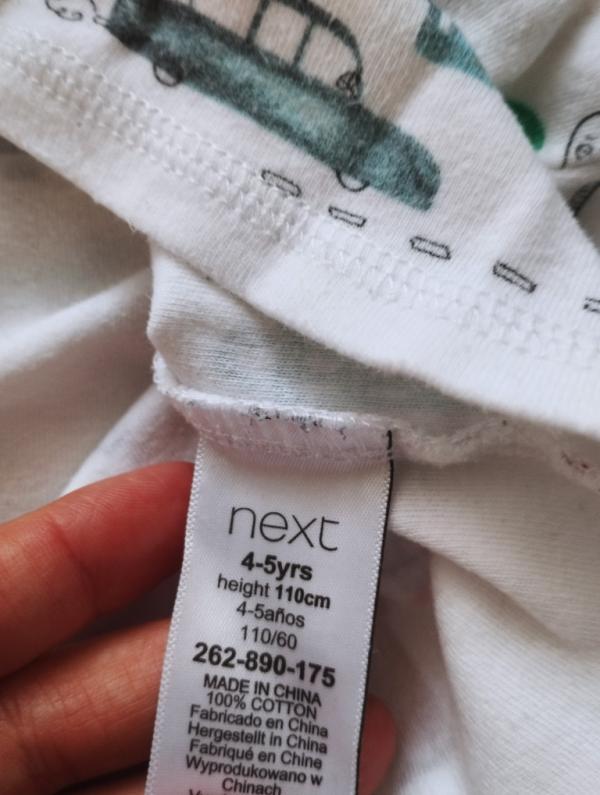 next
4-5yrs
height 110cm
4-5años
110/60
262-890-175
MADE IN CHINA
100% COTTON
Fabricado en China
Hergestellt in China
Fabriqué en Chine
Wyprodukowano w
Chinach